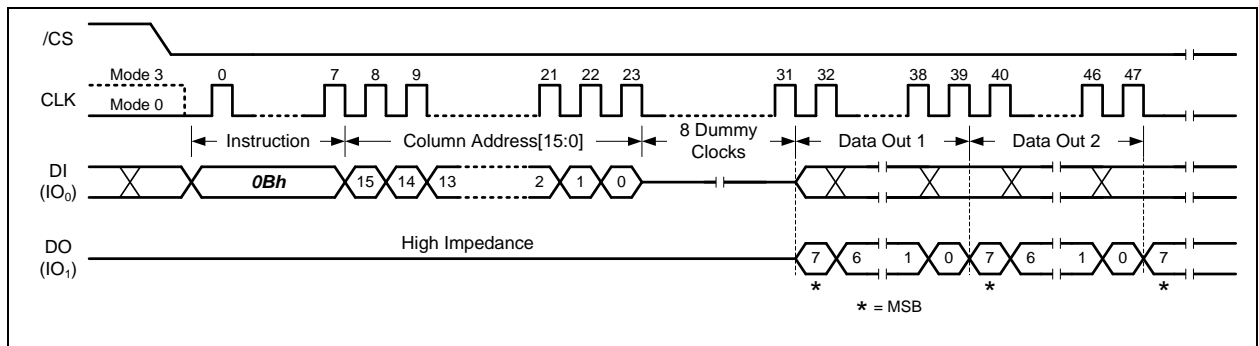 /CS
Mode 3 0 7 8 9 21 22 23 31 32 38 39 40 46 47
CLK Mode 0
Instruction Column Address[15:0] 8 Dummy Clocks Data Out 1 Data Out 2
DI (IO0) 0Bh 15 14 13 2 1 0
High Impedance
DO (IO1) 7 6 1 0 7 6 1 0 7
* * *
* = MSB